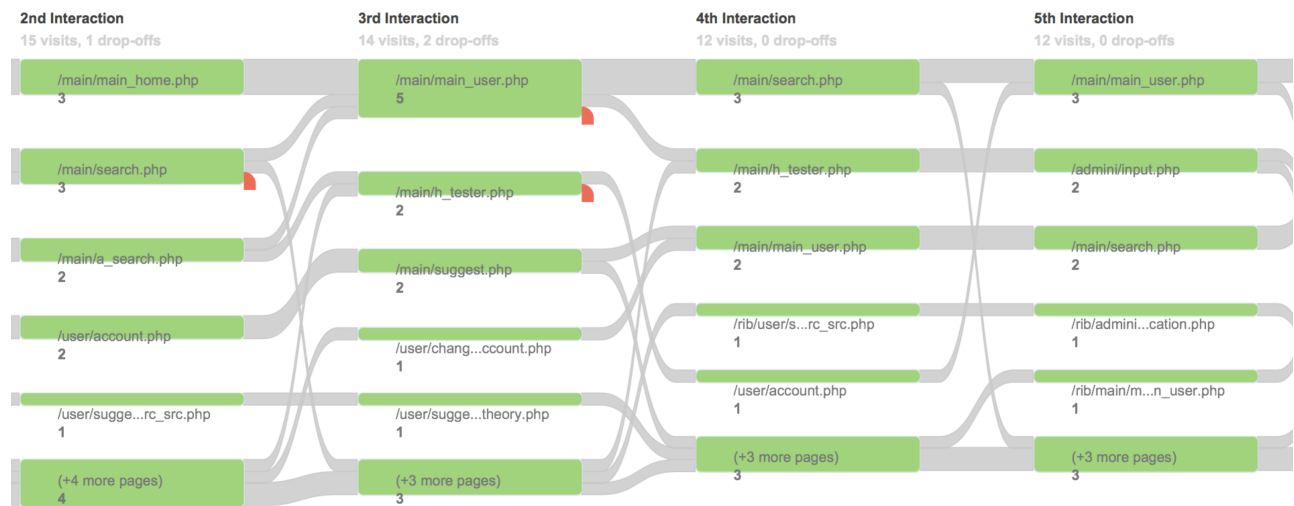 2nd Interaction
15 visits, 1 drop-offs
/main/main_home.php
3
/main/search.php
3
/main/a_search.php
2
/user/account.php
2
/user/sugge...rc_src.php
1
(+4 more pages)
4
3rd Interaction
14 visits, 2 drop-offs
/main/main_user.php
5
/main/h_tester.php
2
/main/suggest.php
2
/user/chang...ccount.php
1
/user/sugge...theory.php
1
(+3 more pages)
3
4th Interaction
12 visits, 0 drop-offs
/main/search.php
3
/main/h_tester.php
2
/main/main_user.php
2
/rib/user/s...rc_src.php
1
/user/account.php
1
(+3 more pages)
3
5th Interaction
12 visits, 0 drop-offs
/main/main_user.php
3
/admini/input.php
2
/main/search.php
2
/rib/admini...cation.php
1
/rib/main/m...n_user.php
1
(+3 more pages)
3